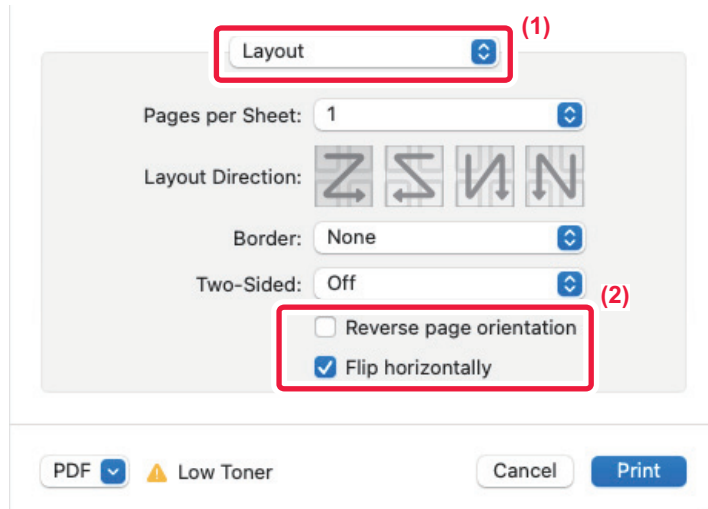 (1)
Layout
Pages per Sheet: 1
Layout Direction:
Border: None
Two-Sided: Off
(2)
Reverse page orientation
Flip horizontally
PDF Low Toner Cancel Print